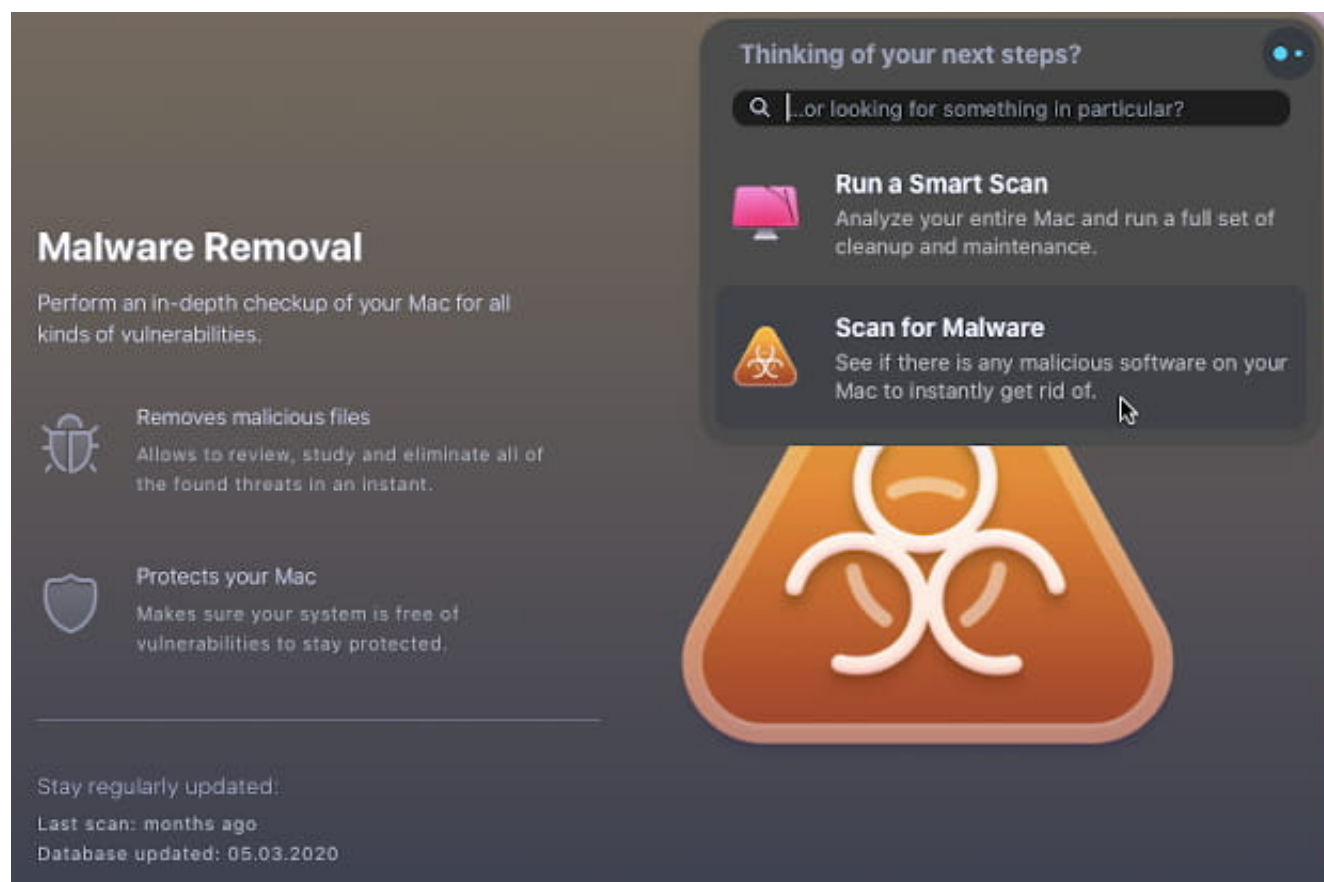 Thinking of your next steps?
...or looking for something in particular?
Run a Smart Scan
Analyze your entire Mac and run a full set of
cleanup and maintenance.
Scan for Malware
See if there is any malicious software on your
Mac to instantly get rid of.
Malware Removal
Perform an in-depth checkup of your Mac for all
kinds of vulnerabilities.
Removes malicious files
Allows to review, study and eliminate all of
the found threats in an instant.
Protects your Mac
Makes sure your system is free of
vulnerabilities to stay protected.
Stay regularly updated:
Last scan: months ago
Database updated: 05.03.2020